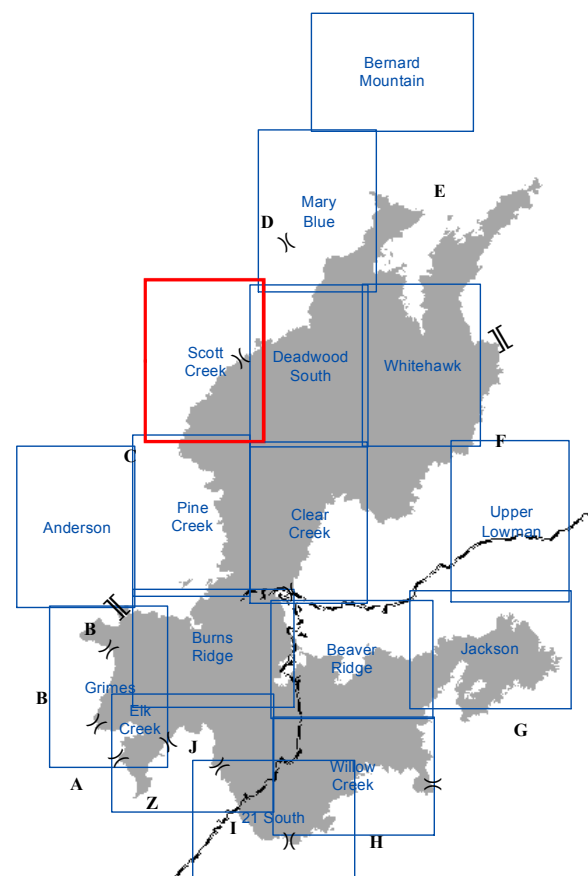 Bernard
Mountain
E
Mary
Blue
D
Scott
Creek
Deadwood
South
Whitehawk
][
F
C
Pine
Creek
Clear
Creek
Upper
Lowman
Anderson
][
B
Burns
Ridge
Beaver
Ridge
Jackson
B
Grimes
Elk
Creek
G
J
A
Z
Willow
Creek
I
21 South
H